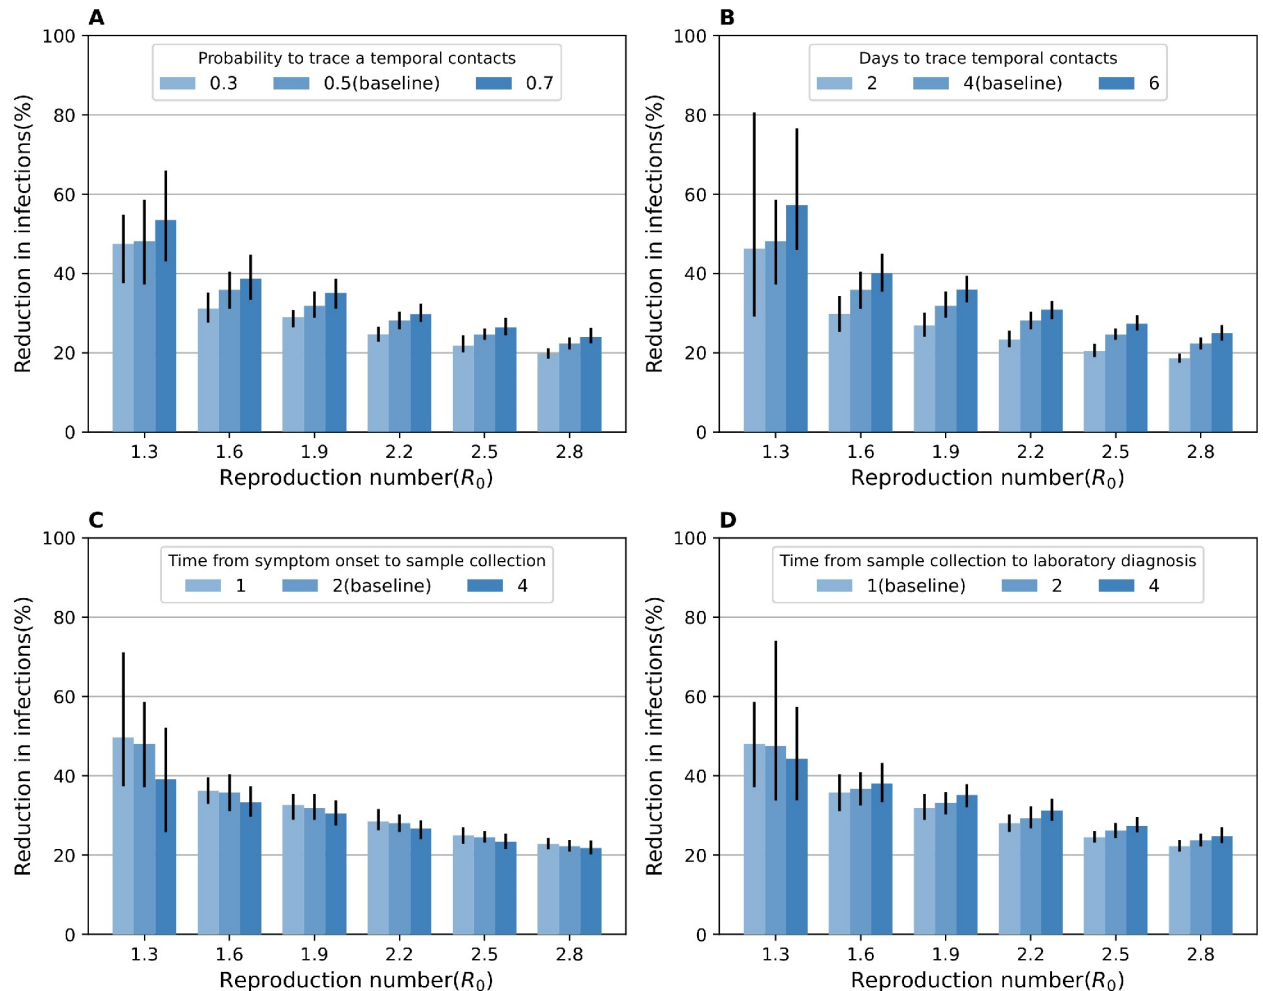 A
Probability to trace a temporal contacts
0.3 0.5(baseline) 0.7
Reduction in infections(%)
100
80
60
40
20
0
1.3 1.6 1.9 2.2 2.5 2.8
Reproduction number(R0)
B
Days to trace temporal contacts
2 4(baseline) 6
Reduction in infections(%)
100
80
60
40
20
0
1.3 1.6 1.9 2.2 2.5 2.8
Reproduction number(R0)
C
Time from symptom onset to sample collection
1 2(baseline) 4
Reduction in infections(%)
100
80
60
40
20
0
1.3 1.6 1.9 2.2 2.5 2.8
Reproduction number(R0)
D
Time from sample collection to laboratory diagnosis
1(baseline) 2 4
Reduction in infections(%)
100
80
60
40
20
0
1.3 1.6 1.9 2.2 2.5 2.8
Reproduction number(R0)